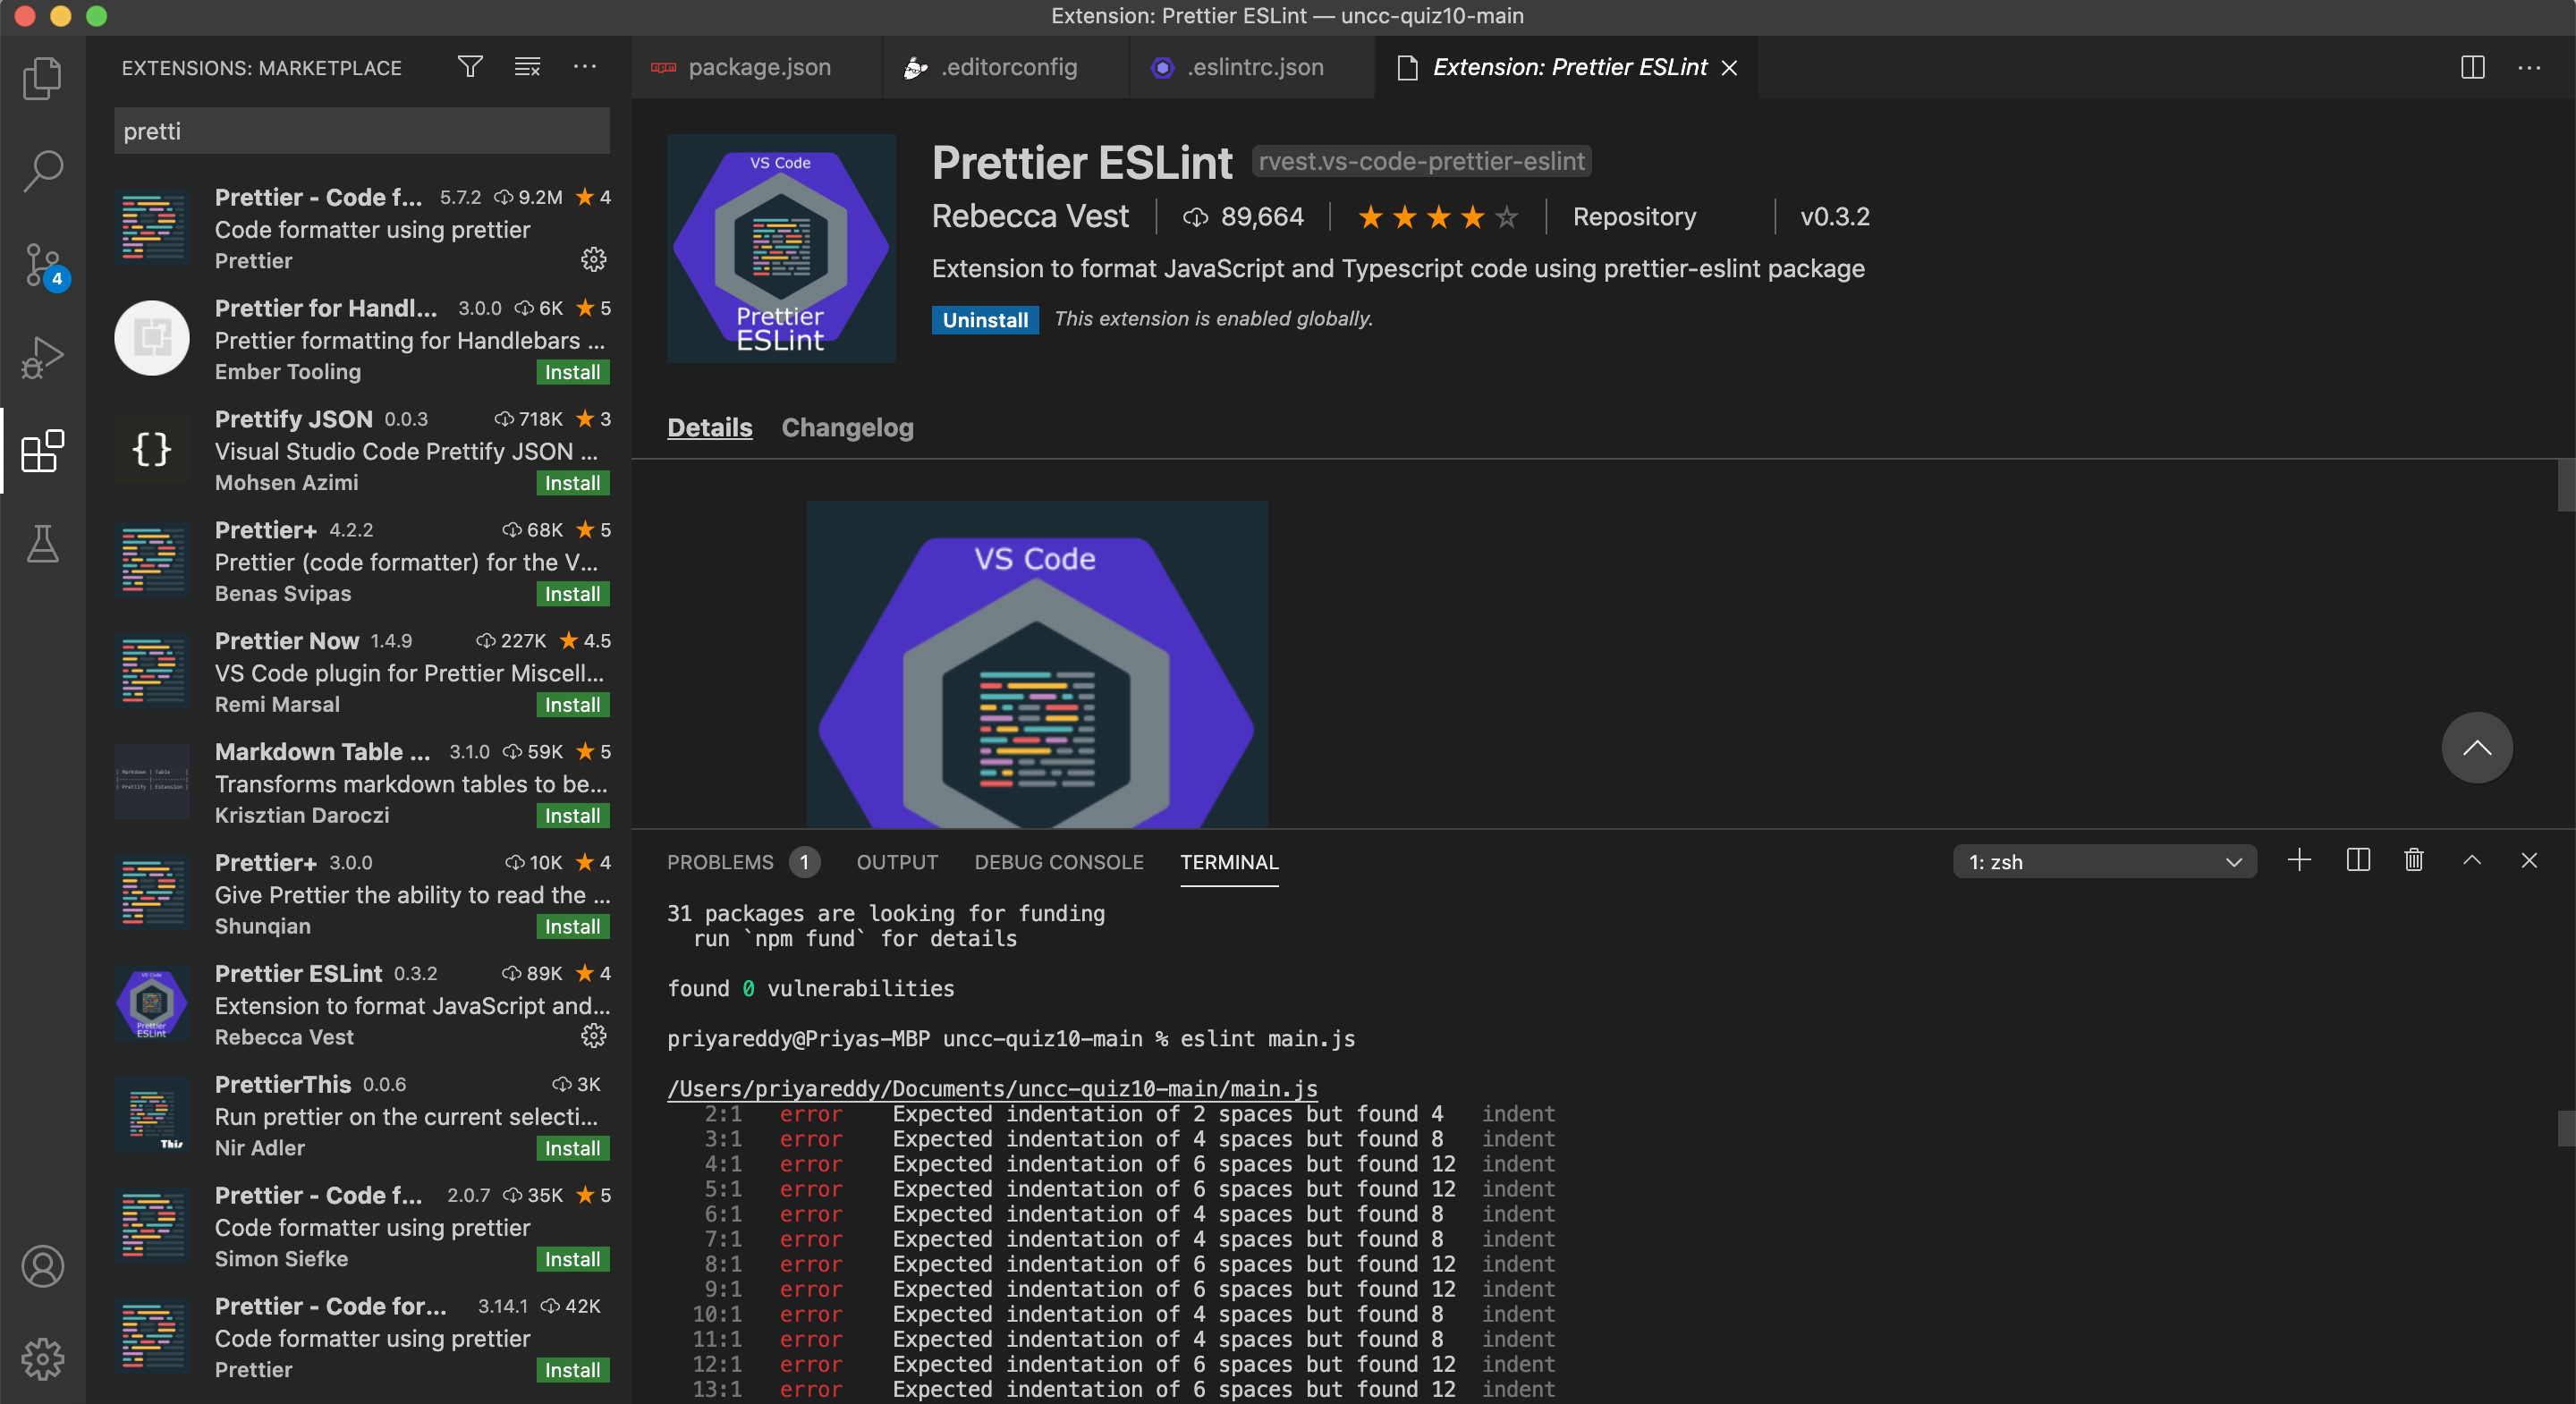 Extension: Prettier ESLint — uncc-quiz10-main
EXTENSIONS: MARKETPLACE
pretti
Prettier - Code f... 5.7.2 9.2M ★ 4
Code formatter using prettier
Prettier
Prettier for Handl... 3.0.0 6K ★ 5
Prettier formatting for Handlebars ...
Ember Tooling Install
{} Prettify JSON 0.0.3 718K ★ 3
Visual Studio Code Prettify JSON ...
Mohsen Azimi Install
Prettier+ 4.2.2 68K ★ 5
Prettier (code formatter) for the V...
Benas Svipas Install
Prettier Now 1.4.9 227K ★ 4.5
VS Code plugin for Prettier Miscell...
Remi Marsal Install
Markdown Table ... 3.1.0 59K ★ 5
Transforms markdown tables to be...
Krisztian Daroczi Install
Markdown | Table
Prettify | Extension
Prettier+ 3.0.0 10K ★ 4
Give Prettier the ability to read the ...
Shunqian Install
Prettier ESLint 0.3.2 89K ★ 4
Extension to format JavaScript and...
Rebecca Vest
VS Code
Prettier
ESLint
PrettierThis 0.0.6 3K
Run prettier on the current selecti...
Nir Adler Install
This
Prettier - Code f... 2.0.7 35K ★ 5
Code formatter using prettier
Simon Siefke Install
Prettier - Code for... 3.14.1 42K
Code formatter using prettier
Prettier Install
4
package.json .editorconfig .eslintrc.json Extension: Prettier ESLint
VS Code
Prettier
ESLint
Prettier ESLint rvest.vs-code-prettier-eslint
Rebecca Vest | 89,664 | ★★★★☆ | Repository | v0.3.2
Extension to format JavaScript and Typescript code using prettier-eslint package
Uninstall This extension is enabled globally.
Details Changelog
VS Code
PROBLEMS 1 OUTPUT DEBUG CONSOLE TERMINAL 1: zsh
31 packages are looking for funding
run `npm fund` for details
found 0 vulnerabilities
priyareddy@Priyas-MBP uncc-quiz10-main % eslint main.js
/Users/priyareddy/Documents/uncc-quiz10-main/main.js
2:1 error Expected indentation of 2 spaces but found 4 indent
3:1 error Expected indentation of 4 spaces but found 8 indent
4:1 error Expected indentation of 6 spaces but found 12 indent
5:1 error Expected indentation of 6 spaces but found 12 indent
6:1 error Expected indentation of 4 spaces but found 8 indent
7:1 error Expected indentation of 4 spaces but found 8 indent
8:1 error Expected indentation of 6 spaces but found 12 indent
9:1 error Expected indentation of 6 spaces but found 12 indent
10:1 error Expected indentation of 4 spaces but found 8 indent
11:1 error Expected indentation of 4 spaces but found 8 indent
12:1 error Expected indentation of 6 spaces but found 12 indent
13:1 error Expected indentation of 6 spaces but found 12 indent